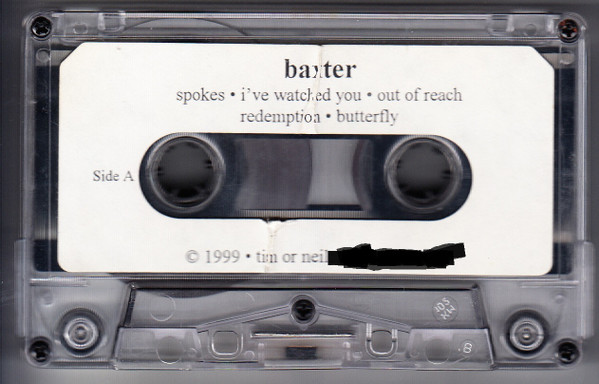 baxter
spokes • i've watched you • out of reach
redemption • butterfly
Side A
© 1999 • tim or neil